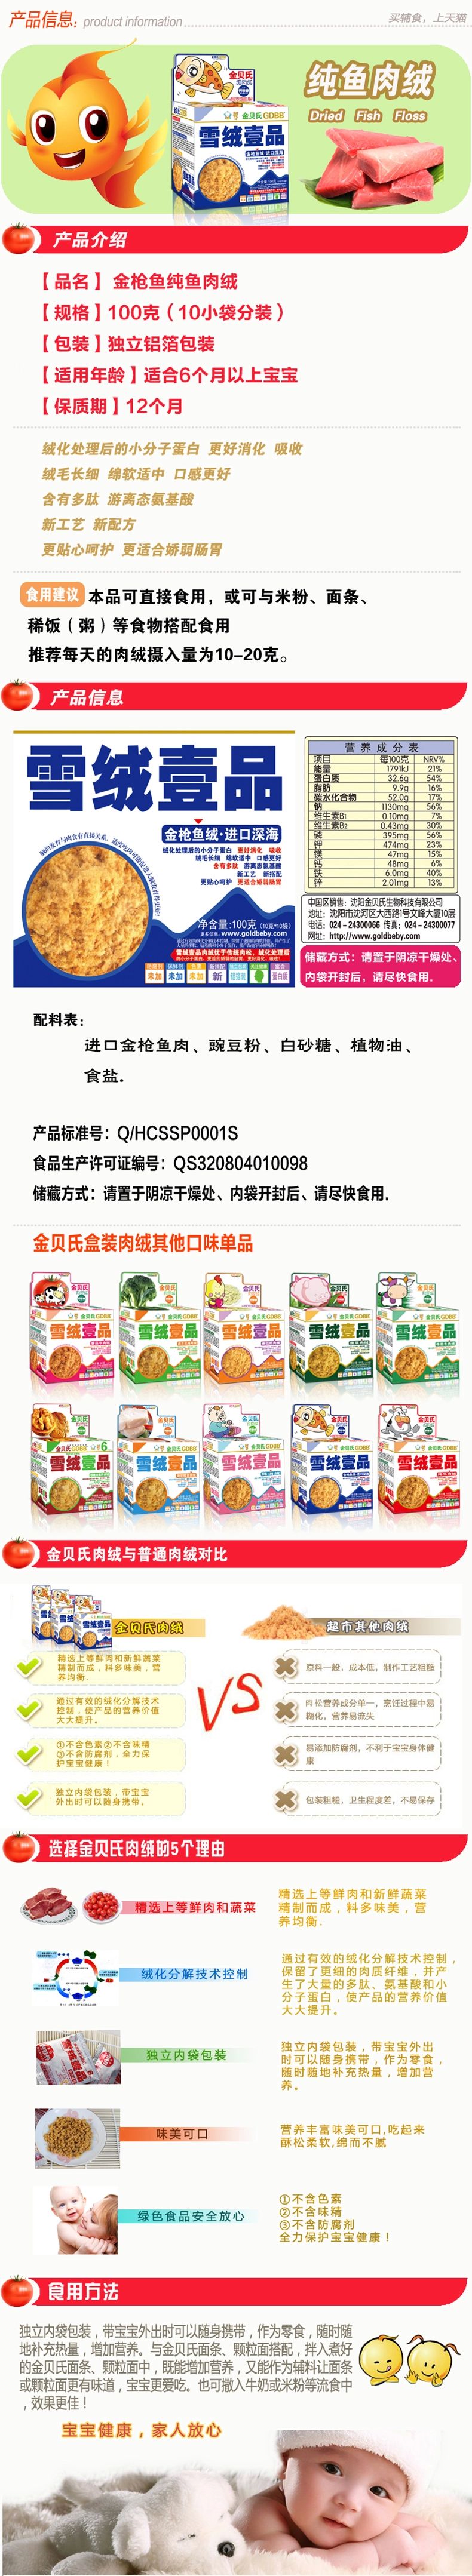 产品信息: product information
买辅食，上天猫
金贝氏
金贝氏 GDBB
雪绒壹品
金枪鱼绒·进口深海
纯鱼肉绒
Dried Fish Floss
产品介绍
【品名】金枪鱼纯鱼肉绒
【规格】100克（10小袋分装）
【包装】独立铝箔包装
【适用年龄】适合6个月以上宝宝
【保质期】12个月
绒化处理后的小分子蛋白 更好消化 吸收
绒毛长细 绵软适中 口感更好
含有多肽 游离态氨基酸
新工艺 新配方
更贴心呵护 更适合娇弱肠胃
食用建议 本品可直接食用，或可与米粉、面条、
稀饭（粥）等食物搭配食用
推荐每天的肉绒摄入量为10-20克。
产品信息
雪绒壹品
金枪鱼绒·进口深海
绒化处理后的小分子蛋白 更好消化 吸收
绒毛长细 绵软适中 口感更好
含有多肽 游离态氨基酸
新工艺 新搭配
更贴心呵护 更适合娇弱肠胃
净含量:100克 (10克*10袋)
www.goldbeby.com
营养成分表
项目 每100克 NRV%
能量 1791kJ 21%
蛋白质 32.6g 54%
脂肪 9.9g 16%
碳水化合物 52.0g 17%
钠 1130mg 56%
维生素B1 0.10mg 7%
维生素B2 0.43mg 30%
磷 395mg 56%
钾 474mg 23%
镁 47mg 15%
钙 48mg 6%
铁 6.0mg 40%
锌 2.01mg 13%
中国区销售: 沈阳金贝氏生物科技有限公司
地址: 沈阳市沈河区大西路1号文峰大厦10层
电话: 024-24300066 传真: 024-24300077
网址: http://www.goldbeby.com
储藏方式: 请置于阴凉干燥处、
内袋开封后，请尽快食用.
配料表:
进口金枪鱼肉、豌豆粉、白砂糖、植物油、
食盐.
产品标准号: Q/HCSSP0001S
食品生产许可证编号: QS320804010098
储藏方式: 请置于阴凉干燥处、内袋开封后、请尽快食用.
金贝氏盒装肉绒其他口味单品
雪绒壹品 雪绒壹品 雪绒壹品 雪绒壹品 雪绒壹品
雪绒壹品 雪绒壹品 雪绒壹品 雪绒壹品 雪绒壹品
金贝氏肉绒与普通肉绒对比
金贝氏肉绒
超市其他肉绒
VS
精选上等鲜肉和新鲜蔬菜
精制而成，料多味美，营
养均衡.
原料一般，成本低，制作工艺粗糙
通过有效的绒化分解技术
控制，使产品的营养价值
大大提升。
肉松营养成分单一，烹饪过程中易
糊化，营养易流失
①不含色素②不含味精
③不含防腐剂，全力保
护宝宝健康！
易添加防腐剂，不利于宝宝身体健
康
独立内袋包装，带宝宝
外出时可以随身携带。
包装粗糙，卫生程度差，不易保存
选择金贝氏肉绒的5个理由
精选上等鲜肉和蔬菜
精选上等鲜肉和新鲜蔬菜
精制而成，料多味美，营
养均衡.
绒化分解技术控制
通过有效的绒化分解技术控制，
保留了更细的肉质纤维，并产
生了大量的多肽、氨基酸和小
分子蛋白，使产品的营养价值
大大提升。
独立内袋包装
独立内袋包装，带宝宝外出
时可以随身携带，作为零食，
随时随地补充热量，增加营
养。
味美可口
营养丰富味美可口,吃起来
酥松柔软,绵而不腻
绿色食品安全放心
①不含色素
②不含味精
③不含防腐剂
全力保护宝宝健康！
食用方法
独立内袋包装，带宝宝外出时可以随身携带，作为零食，随时随
地补充热量，增加营养。与金贝氏面条、颗粒面搭配，拌入煮好
的金贝氏面条、颗粒面中，既能增加营养，又能作为辅料让面条
或颗粒面更有味道，宝宝更爱吃。也可撒入牛奶或米粉等流食中
，效果更佳！
宝宝健康，家人放心